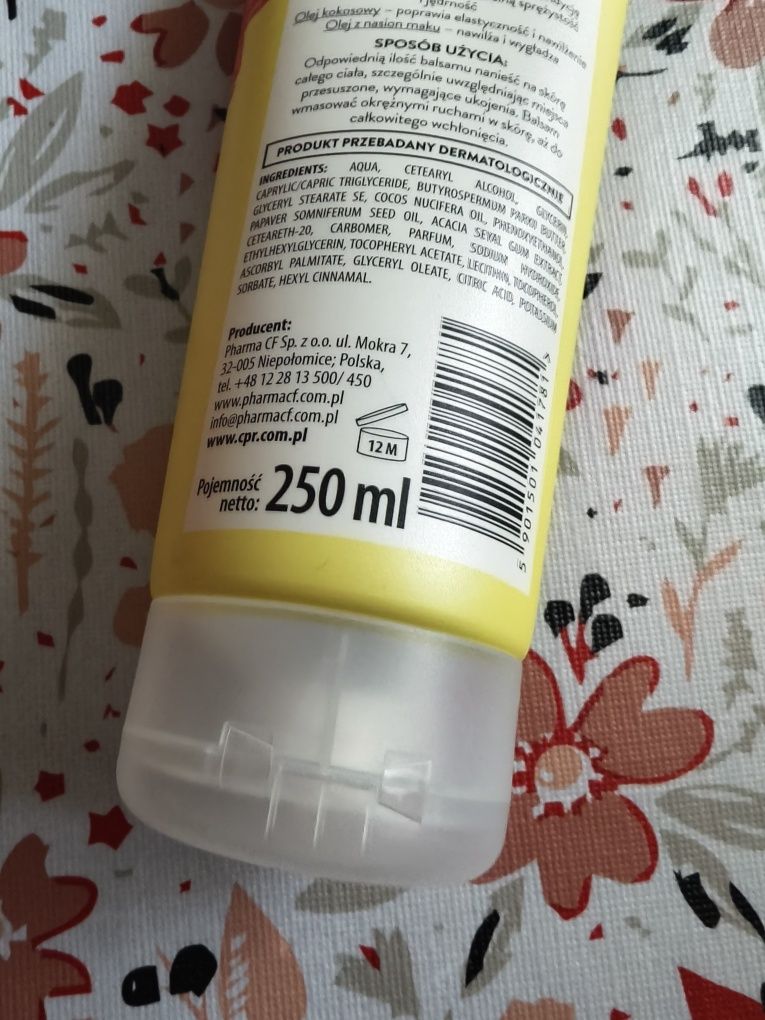 sprężystość
i jędrność
Olej kokosowy – poprawia elastyczność i nawilżenie
Olej z nasion maku – nawilża i wygładza
SPOSÓB UŻYCIA:
Odpowiednią ilość balsamu nanieść na skórę
całego ciała, szczególnie uwzględniając miejsca
przesuszone, wymagające ukojenia. Balsam
wmasować okrężnymi ruchami w skórę, aż do
całkowitego wchłonięcia.
PRODUKT PRZEBADANY DERMATOLOGICZNIE
INGREDIENTS: AQUA, CETEARYL ALCOHOL, GLYCERIN,
CAPRYLIC/CAPRIC TRIGLYCERIDE, BUTYROSPERMUM PARKII BUTTER,
GLYCERYL STEARATE SE, COCOS NUCIFERA OIL, PHENOXYETHANOL,
PAPAVER SOMNIFERUM SEED OIL, ACACIA SEYAL GUM EXTRACT,
CETEARETH-20, CARBOMER, PARFUM, SODIUM HYDROXIDE,
ETHYLHEXYLGLYCERIN, TOCOPHERYL ACETATE, LECITHIN, TOCOPHEROL,
ASCORBYL PALMITATE, GLYCERYL OLEATE, CITRIC ACID, POTASSIUM
SORBATE, HEXYL CINNAMAL.
Producent:
Pharma CF Sp. z o.o. ul. Mokra 7,
32-005 Niepołomice; Polska,
tel. +48 12 28 13 500/ 450
www.pharmacf.com.pl
info@pharmacf.com.pl
www.cpr.com.pl
12 M
Pojemność
netto: 250 ml
5 901501 041781 >